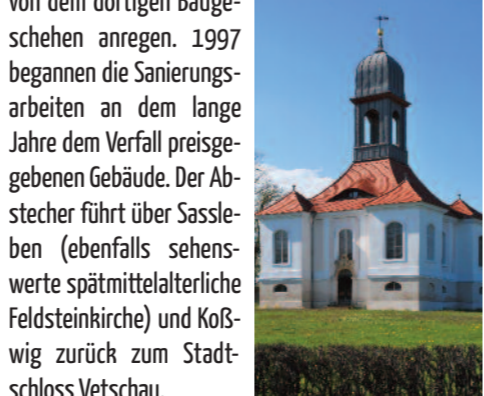 von dem dortigen Bauge-
schehen anregen. 1997
begannen die Sanierungs-
arbeiten an dem lange
Jahre dem Verfall preisge-
gebenen Gebäude. Der Ab-
stecher führt über Sassle-
ben (ebenfalls sehens-
werte spätmittelalterliche
Feldsteinkirche) und Koß-
wig zurück zum Stadt-
schloss Vetschau.